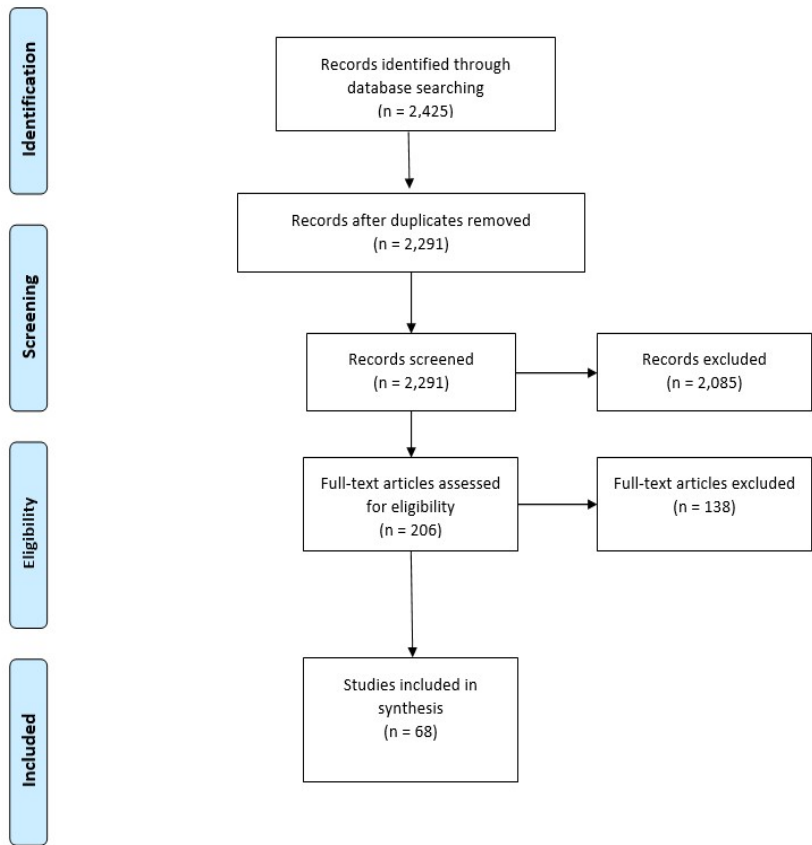 Identification
Records identified through
database searching
(n = 2,425)
Records after duplicates removed
(n = 2,291)
Screening
Records screened
(n = 2,291)
Records excluded
(n = 2,085)
Eligibility
Full-text articles assessed
for eligibility
(n = 206)
Full-text articles excluded
(n = 138)
Included
Studies included in
synthesis
(n = 68)